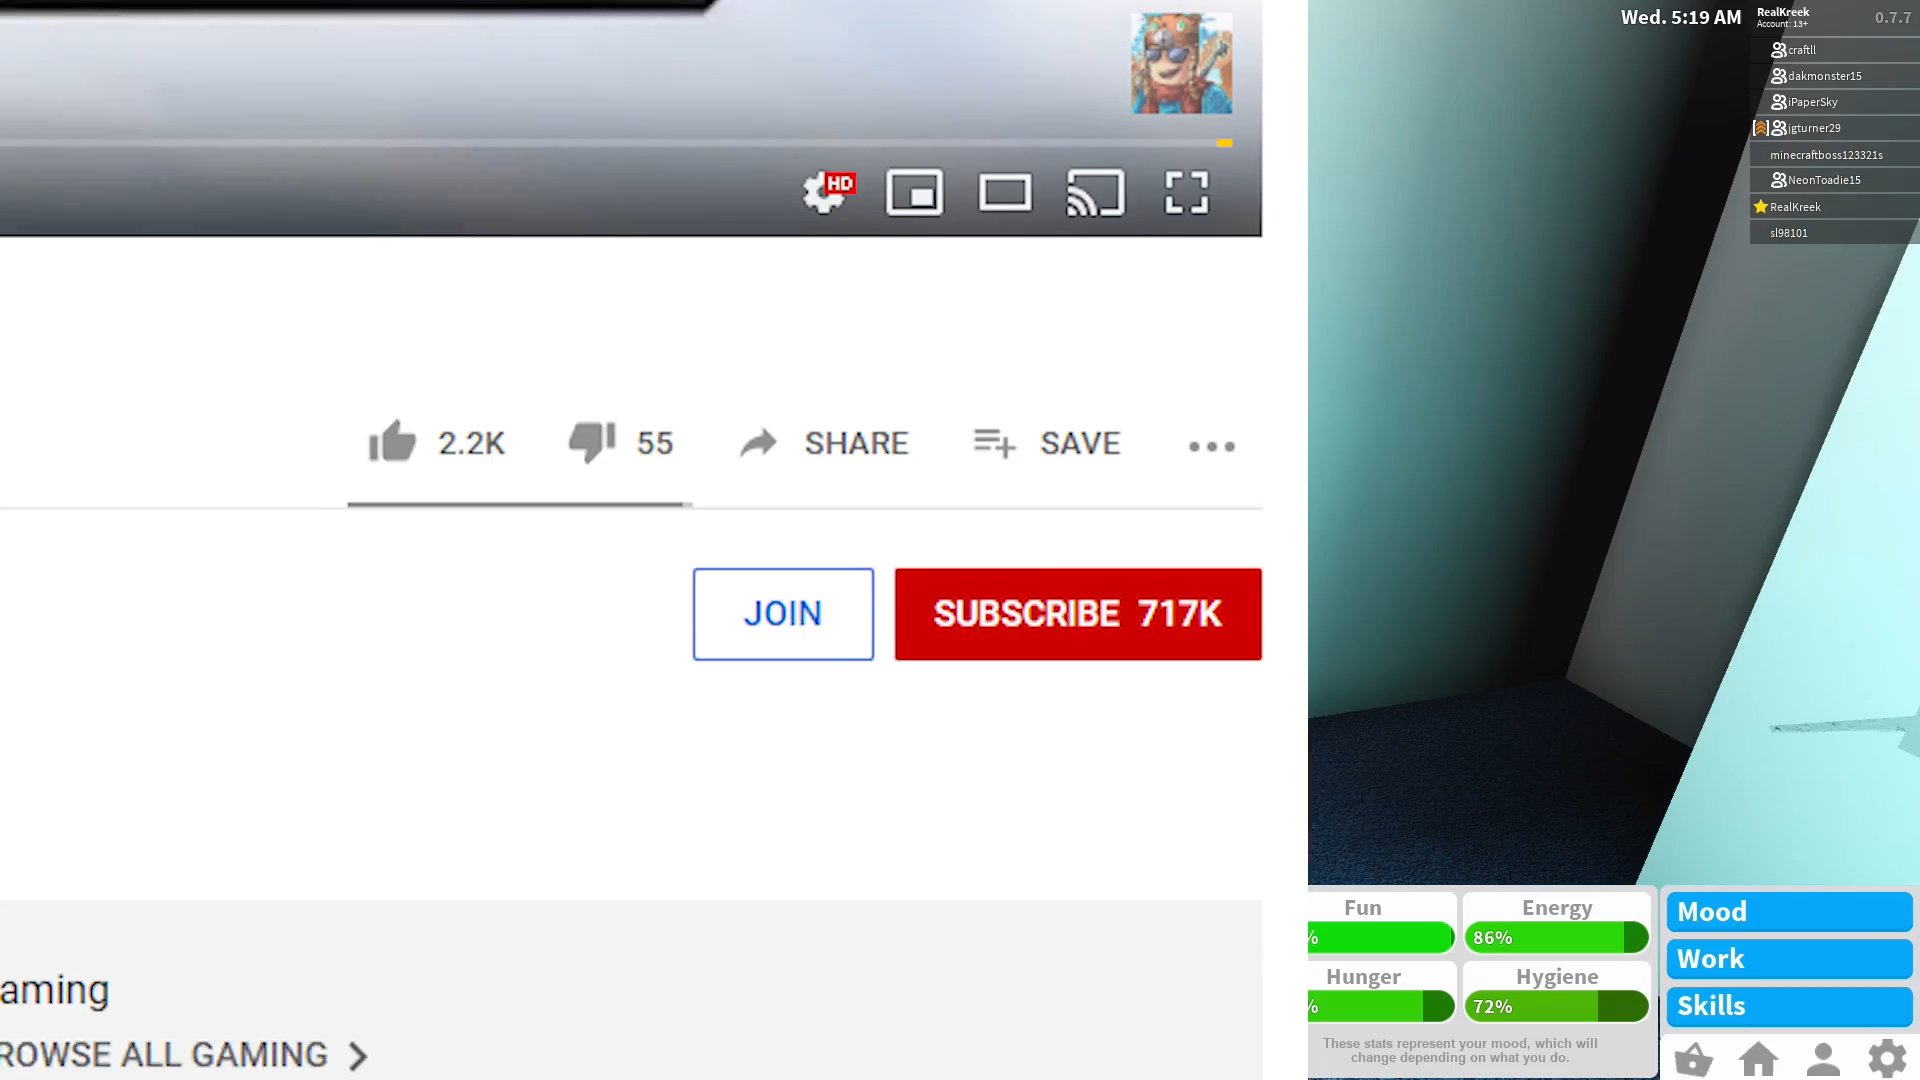 HD
2.2K 55 SHARE SAVE
JOIN SUBSCRIBE 717K
aming
ROWSE ALL GAMING
Wed. 5:19 AM
RealKreek
Account: 13+
0.7.7
craftll
dakmonster15
iPaperSky
jgturner29
minecraftboss123321s
NeonToadie15
RealKreek
sl98101
Fun Energy
% 86%
Hunger Hygiene
% 72%
These stats represent your mood, which will
change depending on what you do.
Mood
Work
Skills